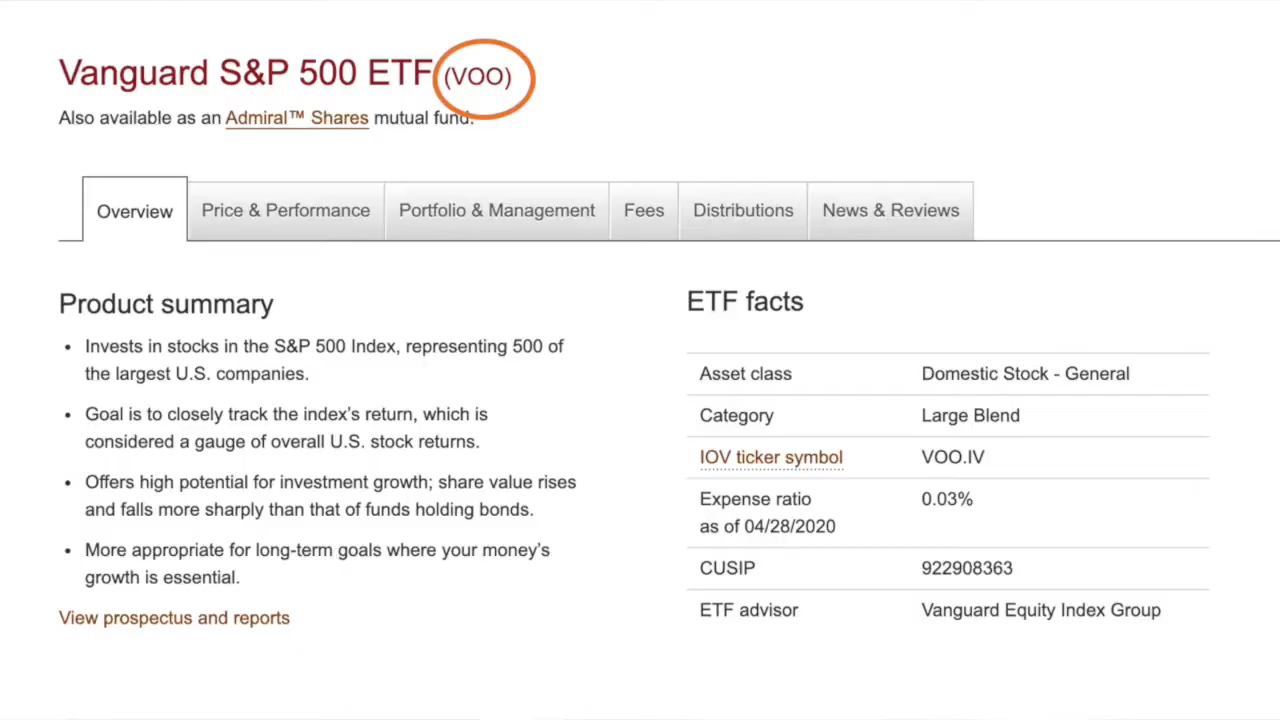 Vanguard S&P 500 ETF (VOO)
Also available as an Admiral™ Shares mutual fund.
Overview
Price & Performance
Portfolio & Management
Fees
Distributions
News & Reviews
Product summary
• Invests in stocks in the S&P 500 Index, representing 500 of
the largest U.S. companies.
• Goal is to closely track the index’s return, which is
considered a gauge of overall U.S. stock returns.
• Offers high potential for investment growth; share value rises
and falls more sharply than that of funds holding bonds.
• More appropriate for long-term goals where your money’s
growth is essential.
View prospectus and reports
ETF facts
Asset class Domestic Stock - General
Category Large Blend
IOV ticker symbol VOO.IV
Expense ratio 0.03%
as of 04/28/2020
CUSIP 922908363
ETF advisor Vanguard Equity Index Group